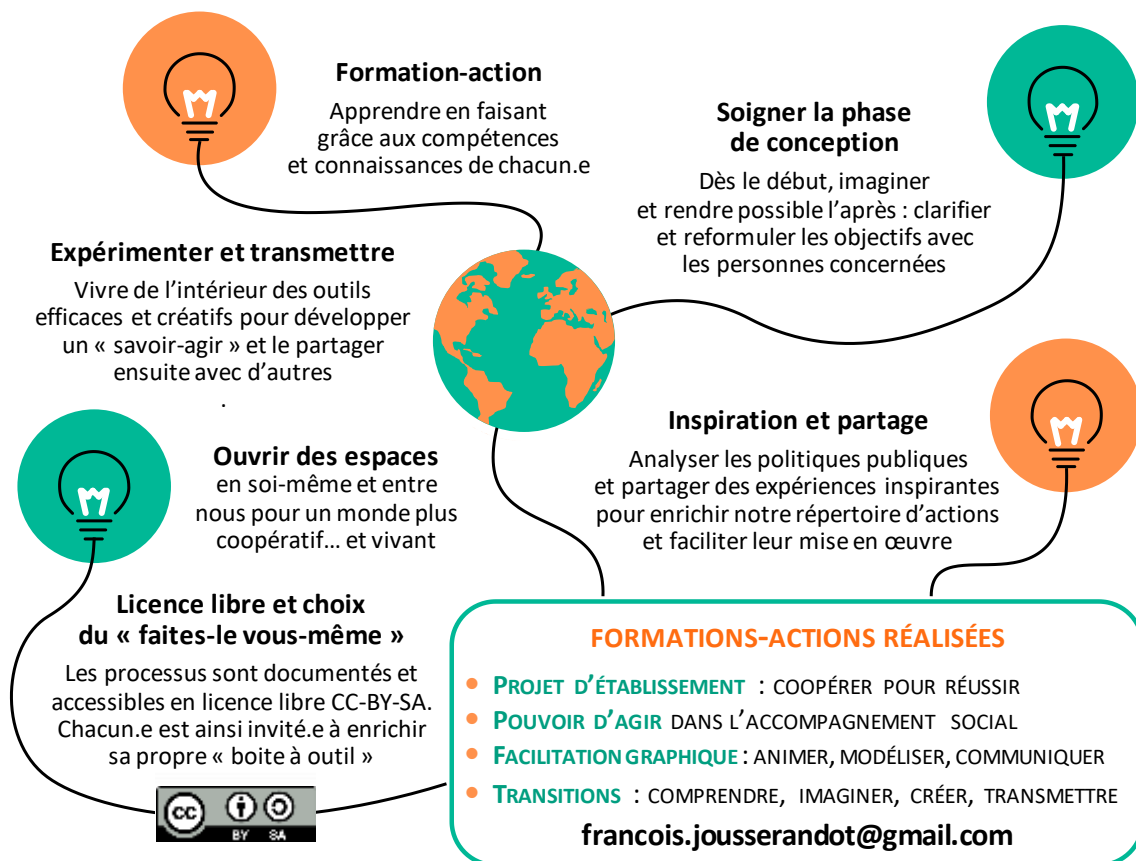 Formation-action
Apprendre en faisant
grâce aux compétences
et connaissances de chacun.e
Soigner la phase
de conception
Dès le début, imaginer
et rendre possible l’après : clarifier
et reformuler les objectifs avec
les personnes concernées
Expérimenter et transmettre
Vivre de l’intérieur des outils
efficaces et créatifs pour développer
un « savoir-agir » et le partager
ensuite avec d’autres
.
Inspiration et partage
Analyser les politiques publiques
et partager des expériences inspirantes
pour enrichir notre répertoire d’actions
et faciliter leur mise en œuvre
Ouvrir des espaces
en soi-même et entre
nous pour un monde plus
coopératif… et vivant
Licence libre et choix
du « faites-le vous-même »
Les processus sont documentés et
accessibles en licence libre CC-BY-SA.
Chacun.e est ainsi invité.e à enrichir
sa propre « boite à outil »
cc BY SA
FORMATIONS-ACTIONS RÉALISÉES
• PROJET D’ÉTABLISSEMENT : COOPÉRER POUR RÉUSSIR
• POUVOIR D’AGIR DANS L’ACCOMPAGNEMENT SOCIAL
• FACILITATION GRAPHIQUE : ANIMER, MODÉLISER, COMMUNIQUER
• TRANSITIONS : COMPRENDRE, IMAGINER, CRÉER, TRANSMETTRE
francois.jousserandot@gmail.com